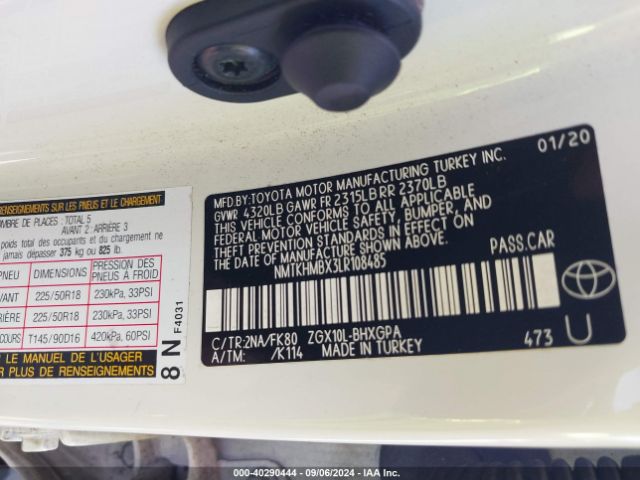 RENSEIGNEMENTS SUR LES PNEUS ET LE CHARGEMENT
OMBRE DE PLACES : TOTAL 5
AVANT 2 : ARRIÈRE 3
poids total des occupants et du chargement ne
jamais dépasser 375 kg ou 825 lb.
PNEU DIMENSIONS PRESSION DES PNEUS À FROID
VANT 225/50R18 230kPa, 33PSI
RIÈRE 225/50R18 230kPa, 33PSI
COURS T145/90D16 420kPa, 60PSI
LE MANUEL DE L'USAGER
R PLUS DE RENSEIGNEMENTS
8 N F4031
MFD.BY:TOYOTA MOTOR MANUFACTURING TURKEY INC. 01/20
GVWR 4320LB GAWR FR 2315LB RR 2370LB
THIS VEHICLE CONFORMS TO ALL APPLICABLE
FEDERAL MOTOR VEHICLE SAFETY, BUMPER, AND
THEFT PREVENTION STANDARDS IN EFFECT ON
THE DATE OF MANUFACTURE SHOWN ABOVE.
NMTKHMBX3LR108485 PASS.CAR
C/TR:2NA/FK80 ZGX10L-BHXGPA
A/TM: /K114 MADE IN TURKEY 473 U
000-40290444 - 09/06/2024 - IAA, Inc.